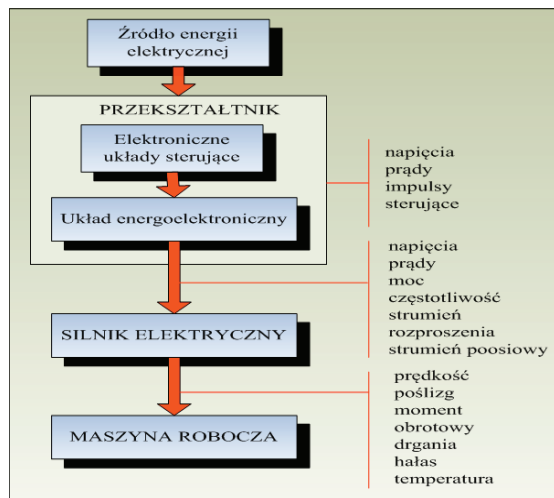 Źródło energii
elektrycznej
PRZEKSZTAŁTNIK
Elektroniczne
układy sterujące
Układ energoelektroniczny
napięcia
prądy
impulsy
sterujące
napięcia
prądy
moc
częstotliwość
strumień
rozproszenia
strumień poosiowy
SILNIK ELEKTRYCZNY
prędkość
poślizg
moment
obrotowy
drgania
hałas
temperatura
MASZYNA ROBOCZA